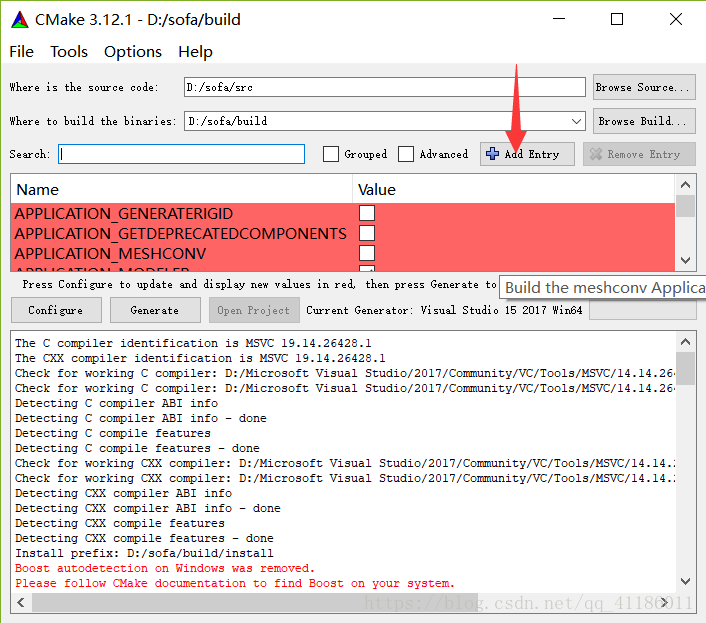 CMake 3.12.1 - D:/sofa/build
File Tools Options Help
Where is the source code: D:/sofa/src Browse Source...
Where to build the binaries: D:/sofa/build Browse Build...
Search: Grouped Advanced Add Entry Remove Entry
Name Value
APPLICATION_GENERATERIGID
APPLICATION_GETDEPRECATEDCOMPONENTS
APPLICATION_MESHCONV
APPLICATION_MODELER
Press Configure to update and display new values in red, then press Generate to
Build the meshconv Applica
Configure Generate Open Project Current Generator: Visual Studio 15 2017 Win64
The C compiler identification is MSVC 19.14.26428.1
The CXX compiler identification is MSVC 19.14.26428.1
Check for working C compiler: D:/Microsoft Visual Studio/2017/Community/VC/Tools/MSVC/14.14.264
Check for working C compiler: D:/Microsoft Visual Studio/2017/Community/VC/Tools/MSVC/14.14.264
Detecting C compiler ABI info
Detecting C compiler ABI info - done
Detecting C compile features
Detecting C compile features - done
Check for working CXX compiler: D:/Microsoft Visual Studio/2017/Community/VC/Tools/MSVC/14.14.2
Check for working CXX compiler: D:/Microsoft Visual Studio/2017/Community/VC/Tools/MSVC/14.14.2
Detecting CXX compiler ABI info
Detecting CXX compiler ABI info - done
Detecting CXX compile features
Detecting CXX compile features - done
Install prefix: D:/sofa/build/install
Boost autodetection on Windows was removed.
Please follow CMake documentation to find Boost on your system.
https://blog.csdn.net/qq_41186011